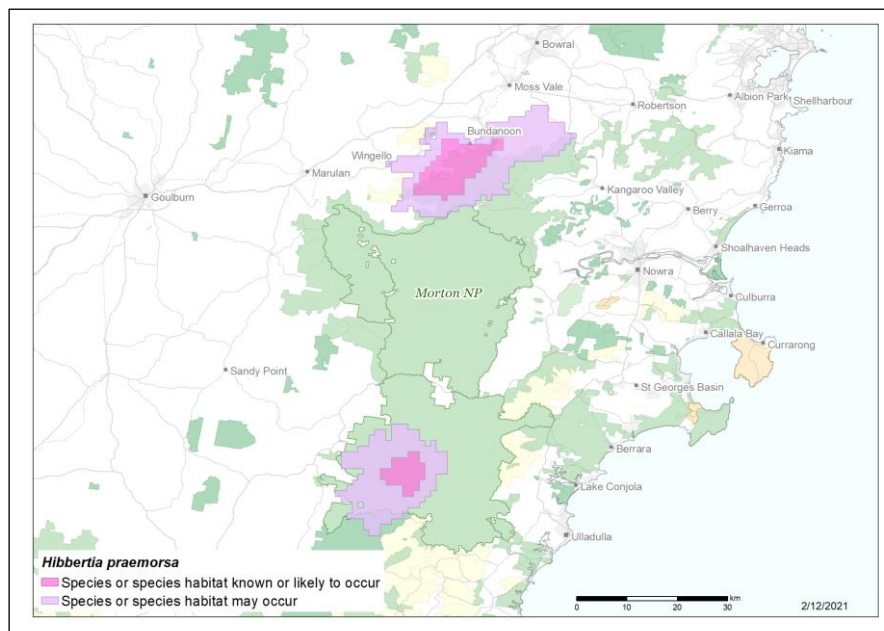 Bowral
Moss Vale
Albion Park
Robertson
Shellharbour
Bundanoon
Wingello
Kiama
Marulan
Goulburn
Kangaroo Valley
Berry
Gerroa
Shoalhaven Heads
Nowra
Morton NP
Culburra
Callala Bay
Currarong
Sandy Point
St Georges Basin
Berrara
Lake Conjola
Ulladulla
Hibbertia praemorsa
Species or species habitat known or likely to occur
Species or species habitat may occur
km
0 10 20 30
2/12/2021